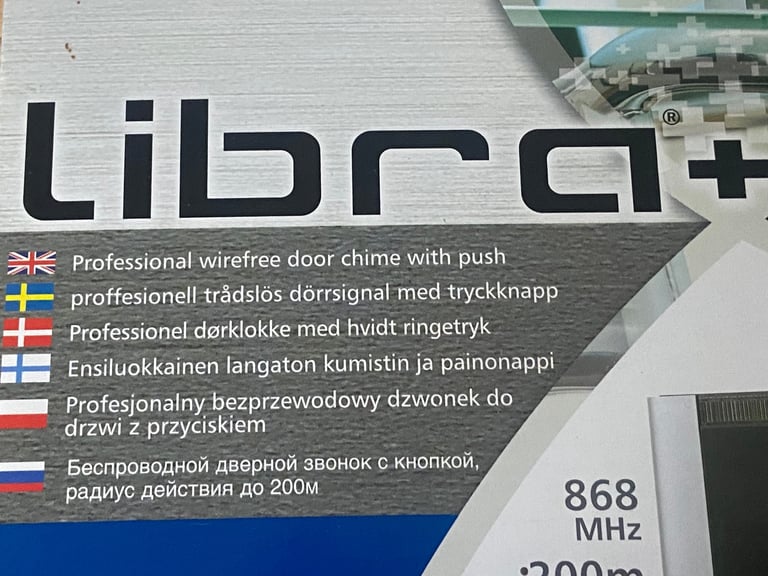 libra+®
Professional wirefree door chime with push
proffesionell trådslös dörrsignal med tryckknapp
Professionel dørklokke med hvidt ringetryk
Ensiluokkainen langaton kumistin ja painonappi
Profesjonalny bezprzewodowy dzwonek do
drzwi z przyciskiem
Беспроводной дверной звонок с кнопкой,
радиус действия до 200м
868
MHz
:200m